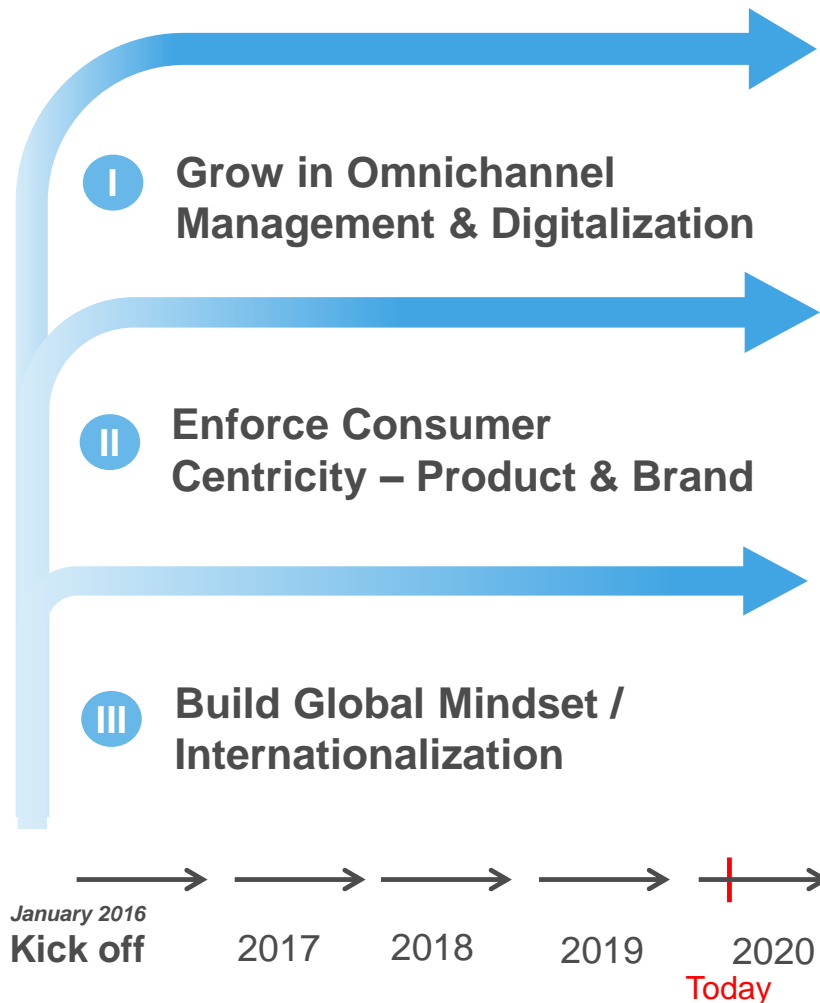 I
Grow in Omnichannel
Management & Digitalization
II
Enforce Consumer
Centricity – Product & Brand
III
Build Global Mindset /
Internationalization
January 2016
Kick off
2017
2018
2019
2020
Today